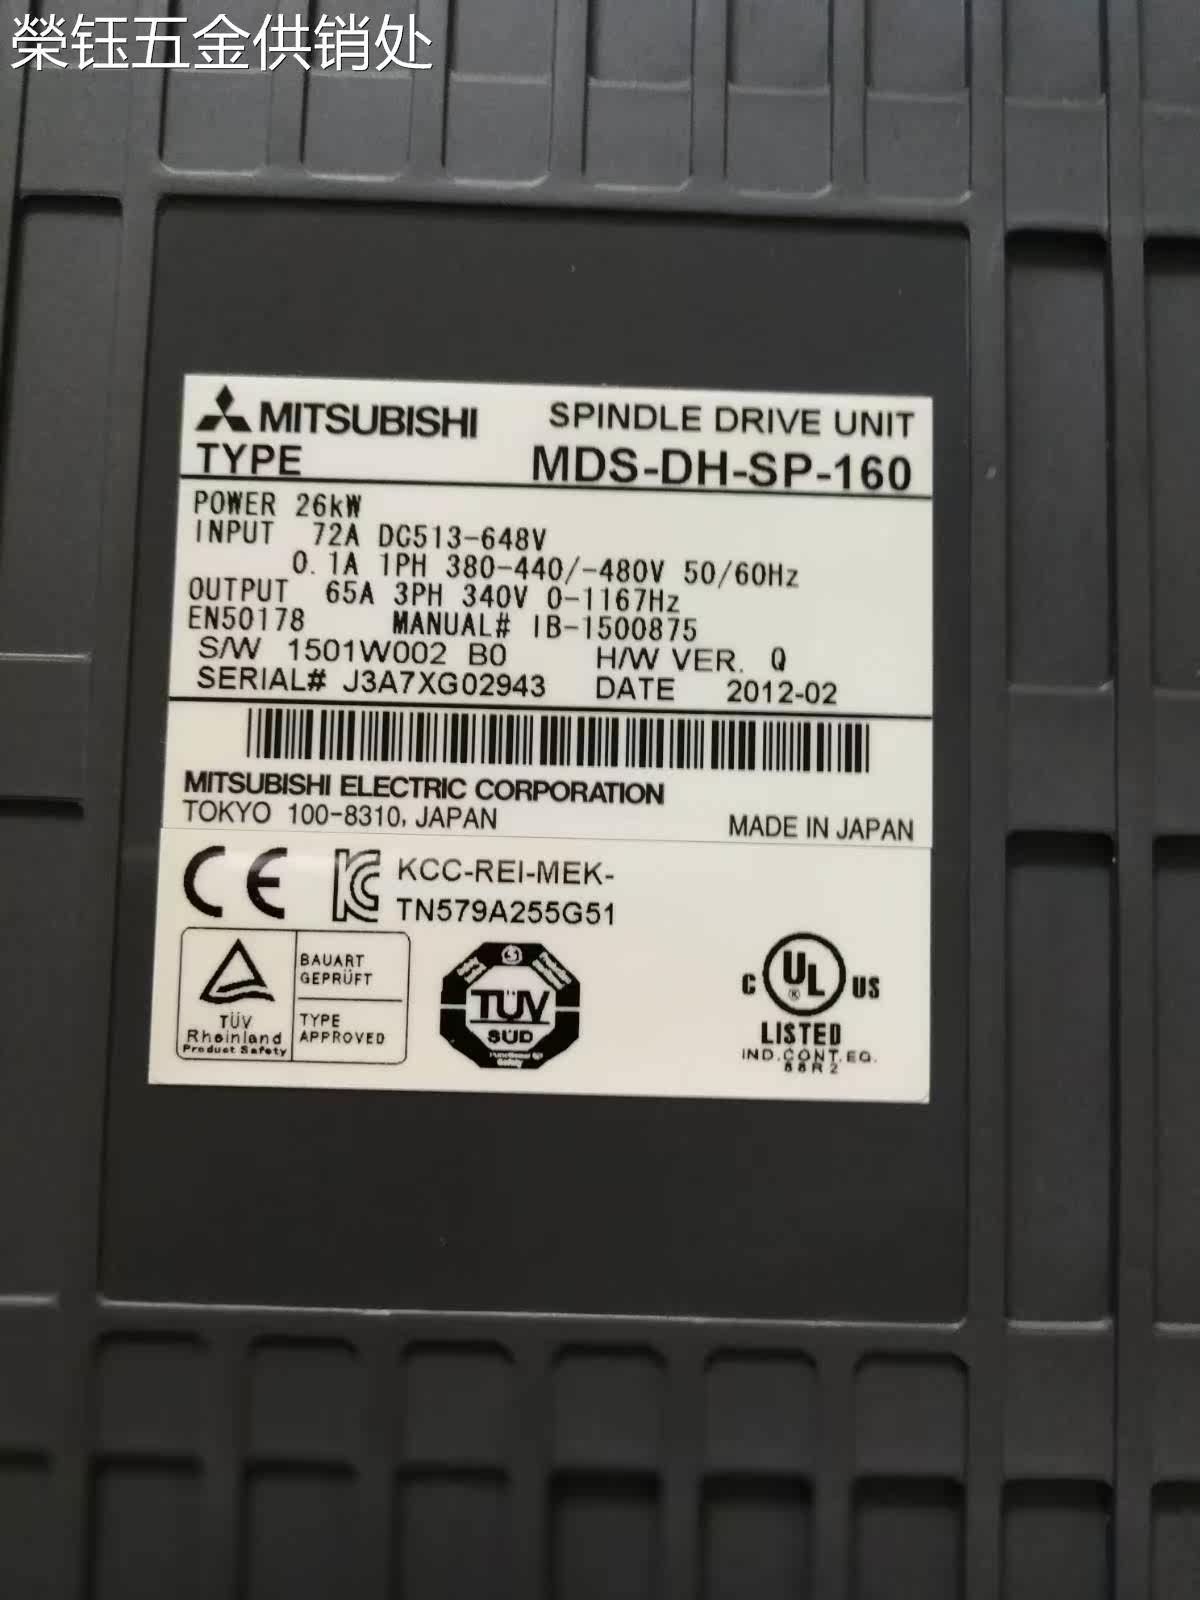 榮钰五金供销处
MITSUBISHI SPINDLE DRIVE UNIT
TYPE MDS-DH-SP-160
POWER 26kW
INPUT 72A DC513-648V
0.1A 1PH 380-440/-480V 50/60Hz
OUTPUT 65A 3PH 340V 0-1167Hz
EN50178 MANUAL# IB-1500875
S/W 1501W002 B0 H/W VER. Q
SERIAL# J3A7XG02943 DATE 2012-02
MITSUBISHI ELECTRIC CORPORATION
TOKYO 100-8310, JAPAN MADE IN JAPAN
CE KC KCC-REI-MEK-
TN579A255G51
TÜV
Rheinland
Product Safety
BAUART
GEPRÜFT
TYPE
APPROVED
TÜV
SÜD
Functional
Safety
C UL ® US
LISTED
IND.CONT.EQ.
88R2